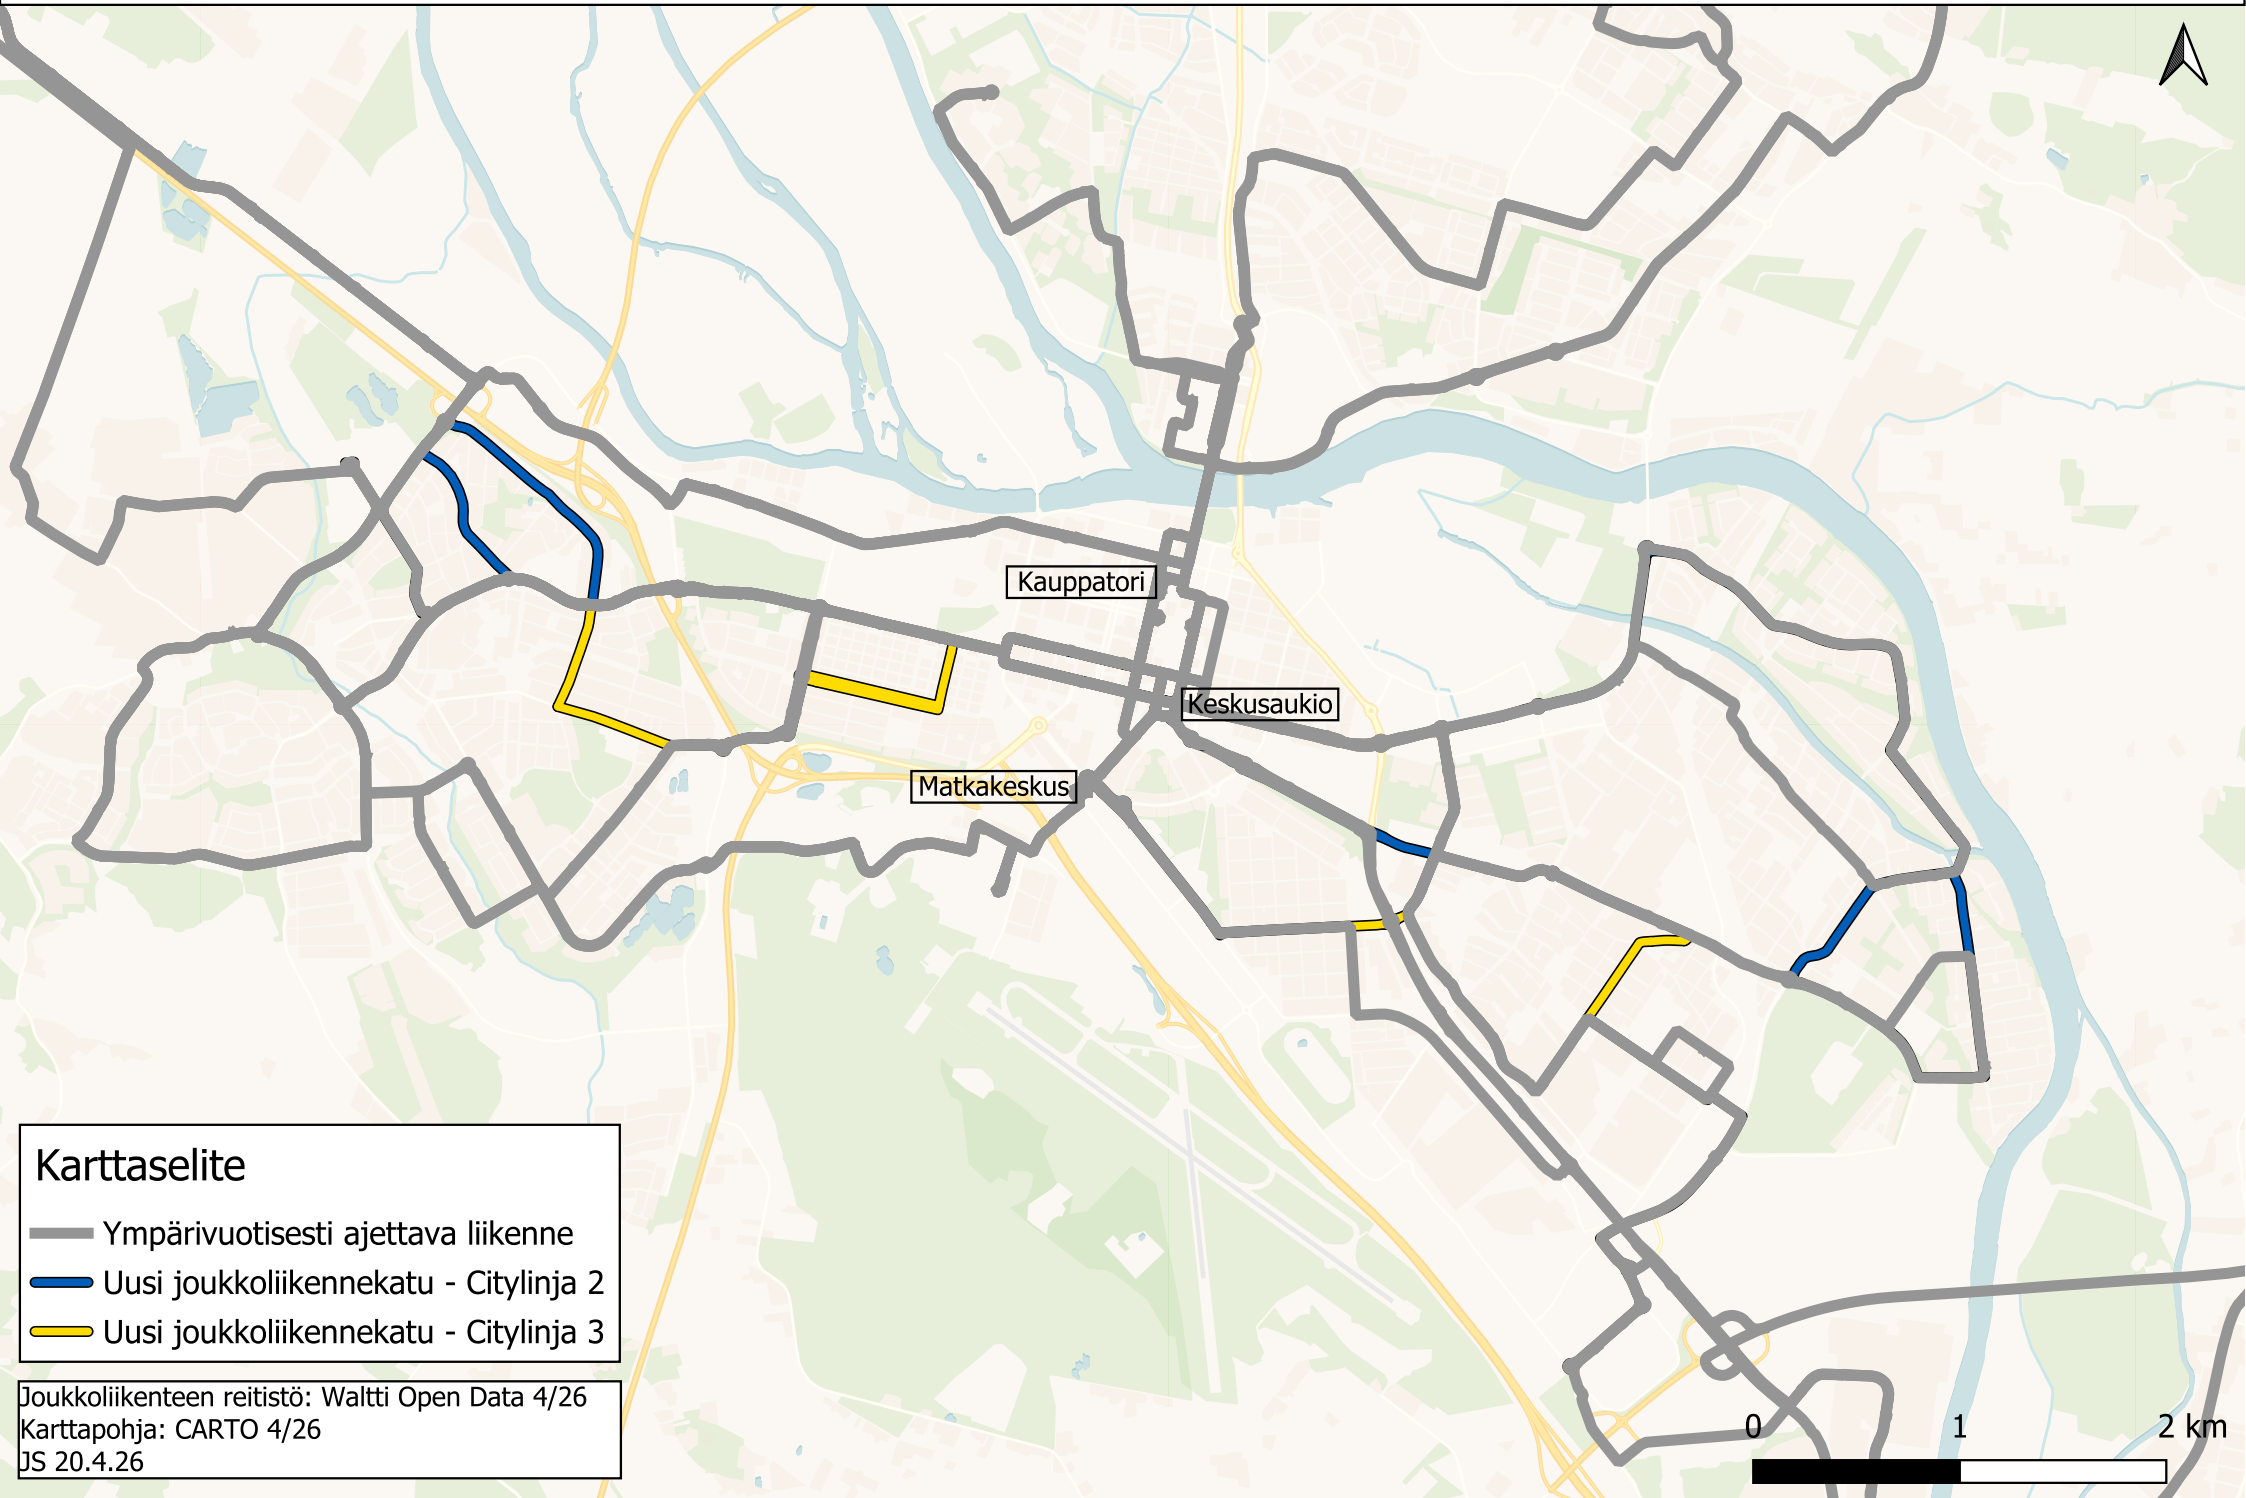 Kauppatori
Keskusaukio
Matkakeskus
Karttaselite
Ympärivuotisesti ajettava liikenne
Uusi joukkoliikennekatu - Citylinja 2
Uusi joukkoliikennekatu - Citylinja 3
Joukkoliikenteen reitistö: Waltti Open Data 4/26
Karttapohja: CARTO 4/26
JS 20.4.26
0 1 2 km